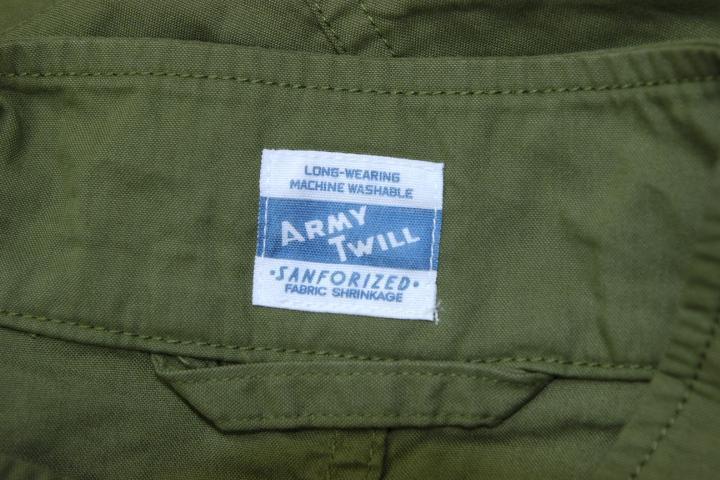 LONG-WEARING
MACHINE WASHABLE
ARMY
TWILL
·SANFORIZED·
FABRIC SHRINKAGE